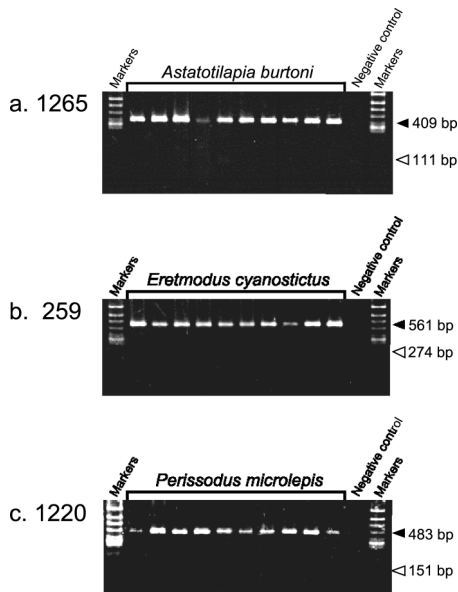 Markers
Astatotilapia burtoni
Negative control
Markers
a. 1265
409 bp
111 bp
Markers
Eretmodus cyanostictus
Negative control
Markers
b. 259
561 bp
274 bp
Markers
Perissodus microlepis
Negative control
Markers
c. 1220
483 bp
151 bp